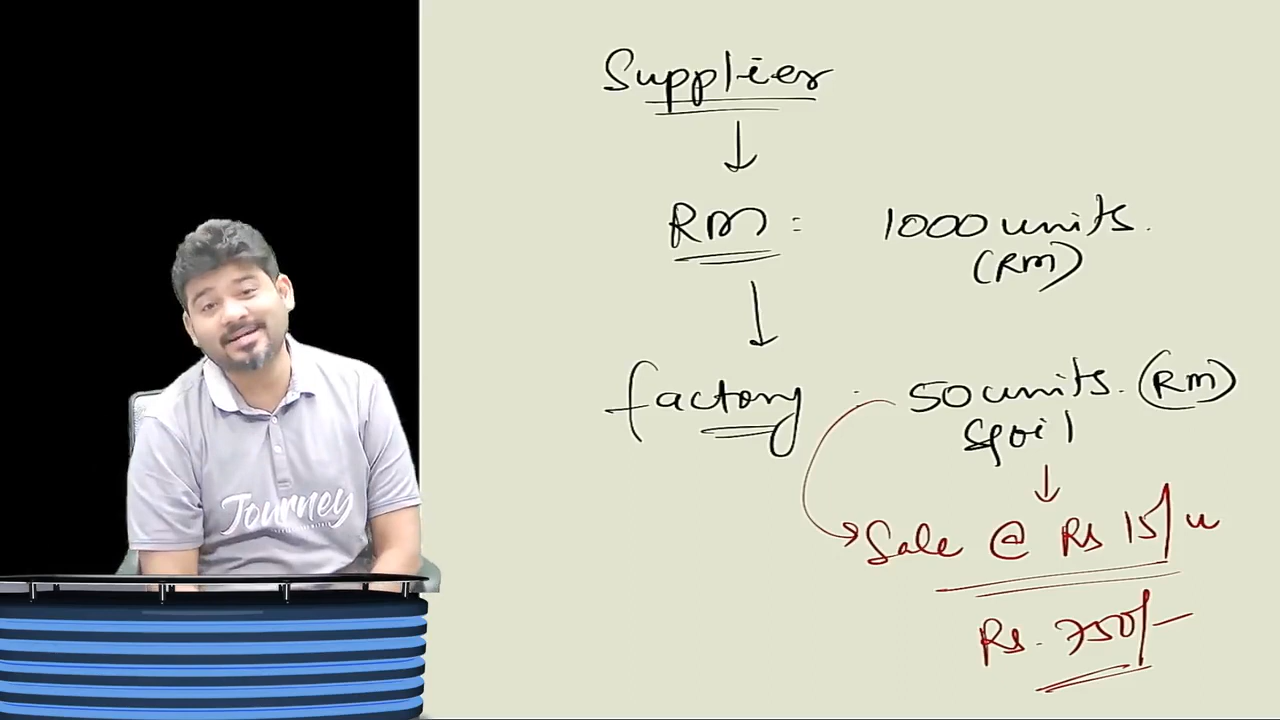 Supplier
RM : 1000 units.
(RM)
factory - 50 units. (RM)
spoil
Sale @ Rs 15/u
Rs. 750/-
Journey